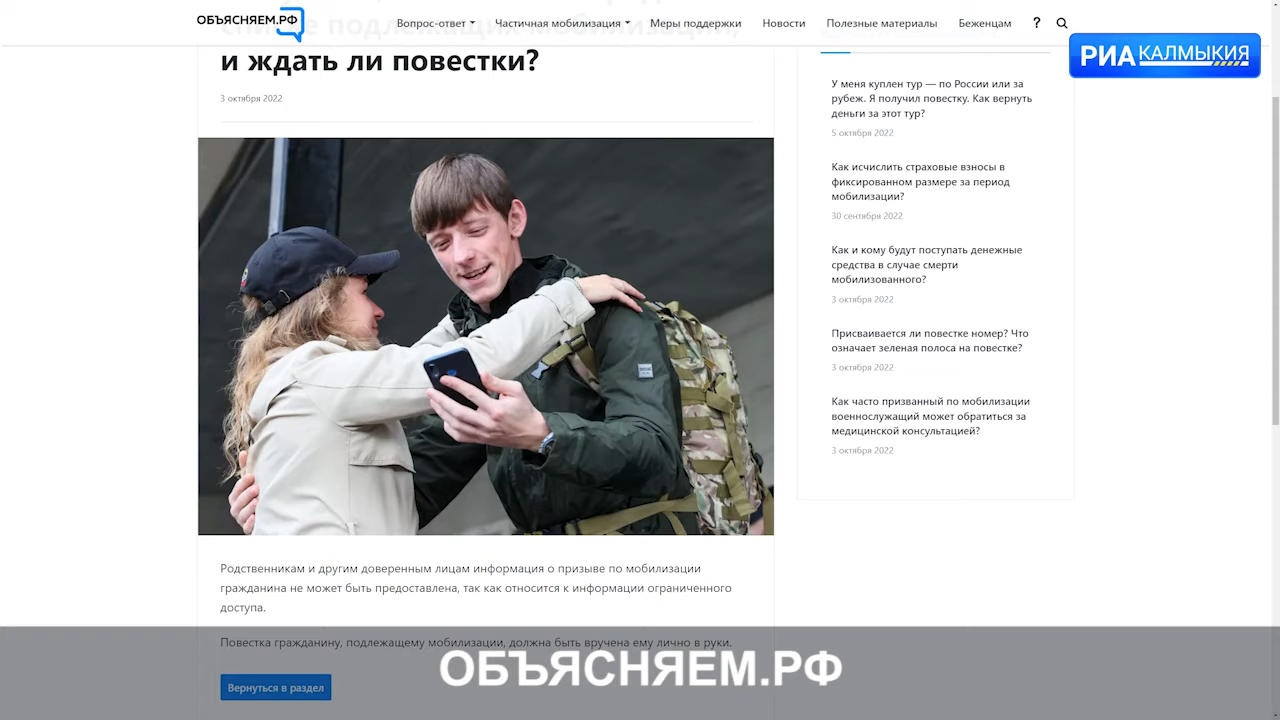 ОБЪЯСНЯЕМ.РФ
Вопрос-ответ
Частичная мобилизация
Меры поддержки
Новости
Полезные материалы
Беженцам
?
РИА КАЛМЫКИЯ
списке подлежащих мобилизации,
и ждать ли повестки?
3 октября 2022
Родственникам и другим доверенным лицам информация о призыве по мобилизации
гражданина не может быть предоставлена, так как относится к информации ограниченного
доступа.
Повестка гражданину, подлежащему мобилизации, должна быть вручена ему лично в руки.
Вернуться в раздел
У меня куплен тур — по России или за
рубеж. Я получил повестку. Как вернуть
деньги за этот тур?
5 октября 2022
Как исчислить страховые взносы в
фиксированном размере за период
мобилизации?
30 сентября 2022
Как и кому будут поступать денежные
средства в случае смерти
мобилизованного?
3 октября 2022
Присваивается ли повестке номер? Что
означает зеленая полоса на повестке?
3 октября 2022
Как часто призванный по мобилизации
военнослужащий может обратиться за
медицинской консультацией?
3 октября 2022
ОБЪЯСНЯЕМ.РФ